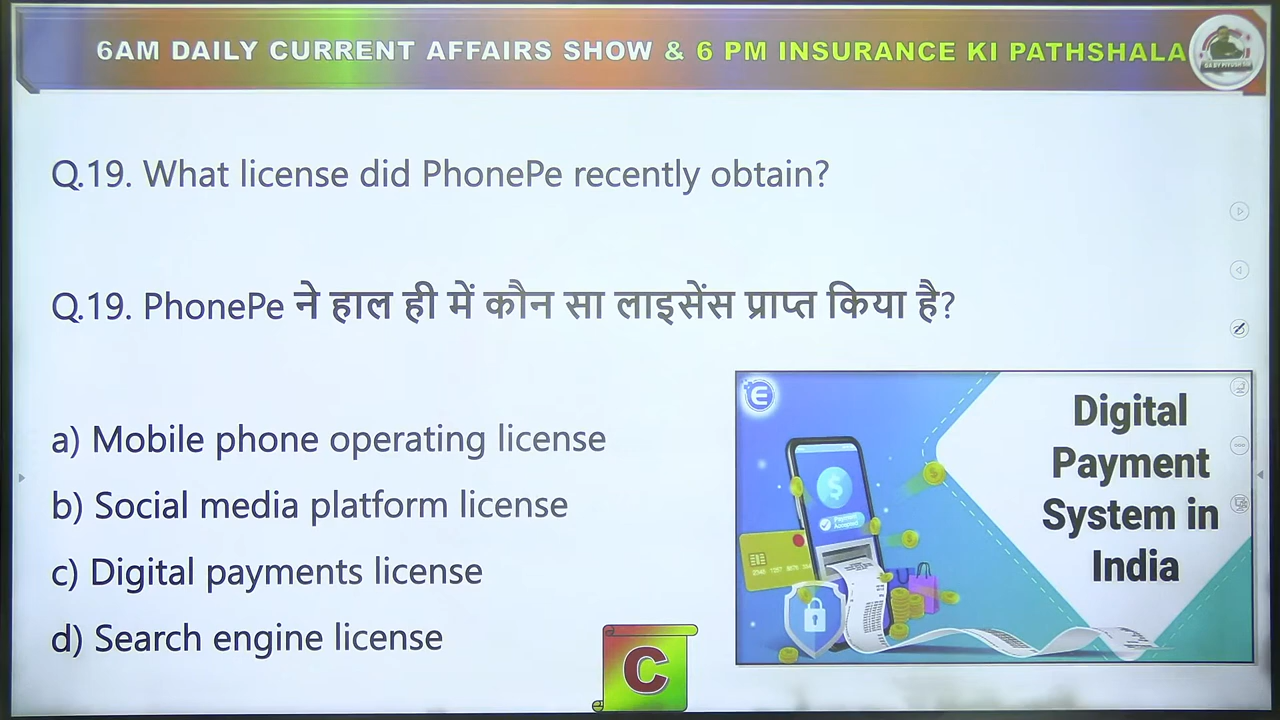 6AM DAILY CURRENT AFFAIRS SHOW & 6 PM INSURANCE KI PATHSHALA
Q.19. What license did PhonePe recently obtain?
Q.19. PhonePe ने हाल ही में कौन सा लाइसेंस प्राप्त किया है?
a) Mobile phone operating license
b) Social media platform license
c) Digital payments license
d) Search engine license
C
Digital
Payment
System in
India
Payment
Accepted